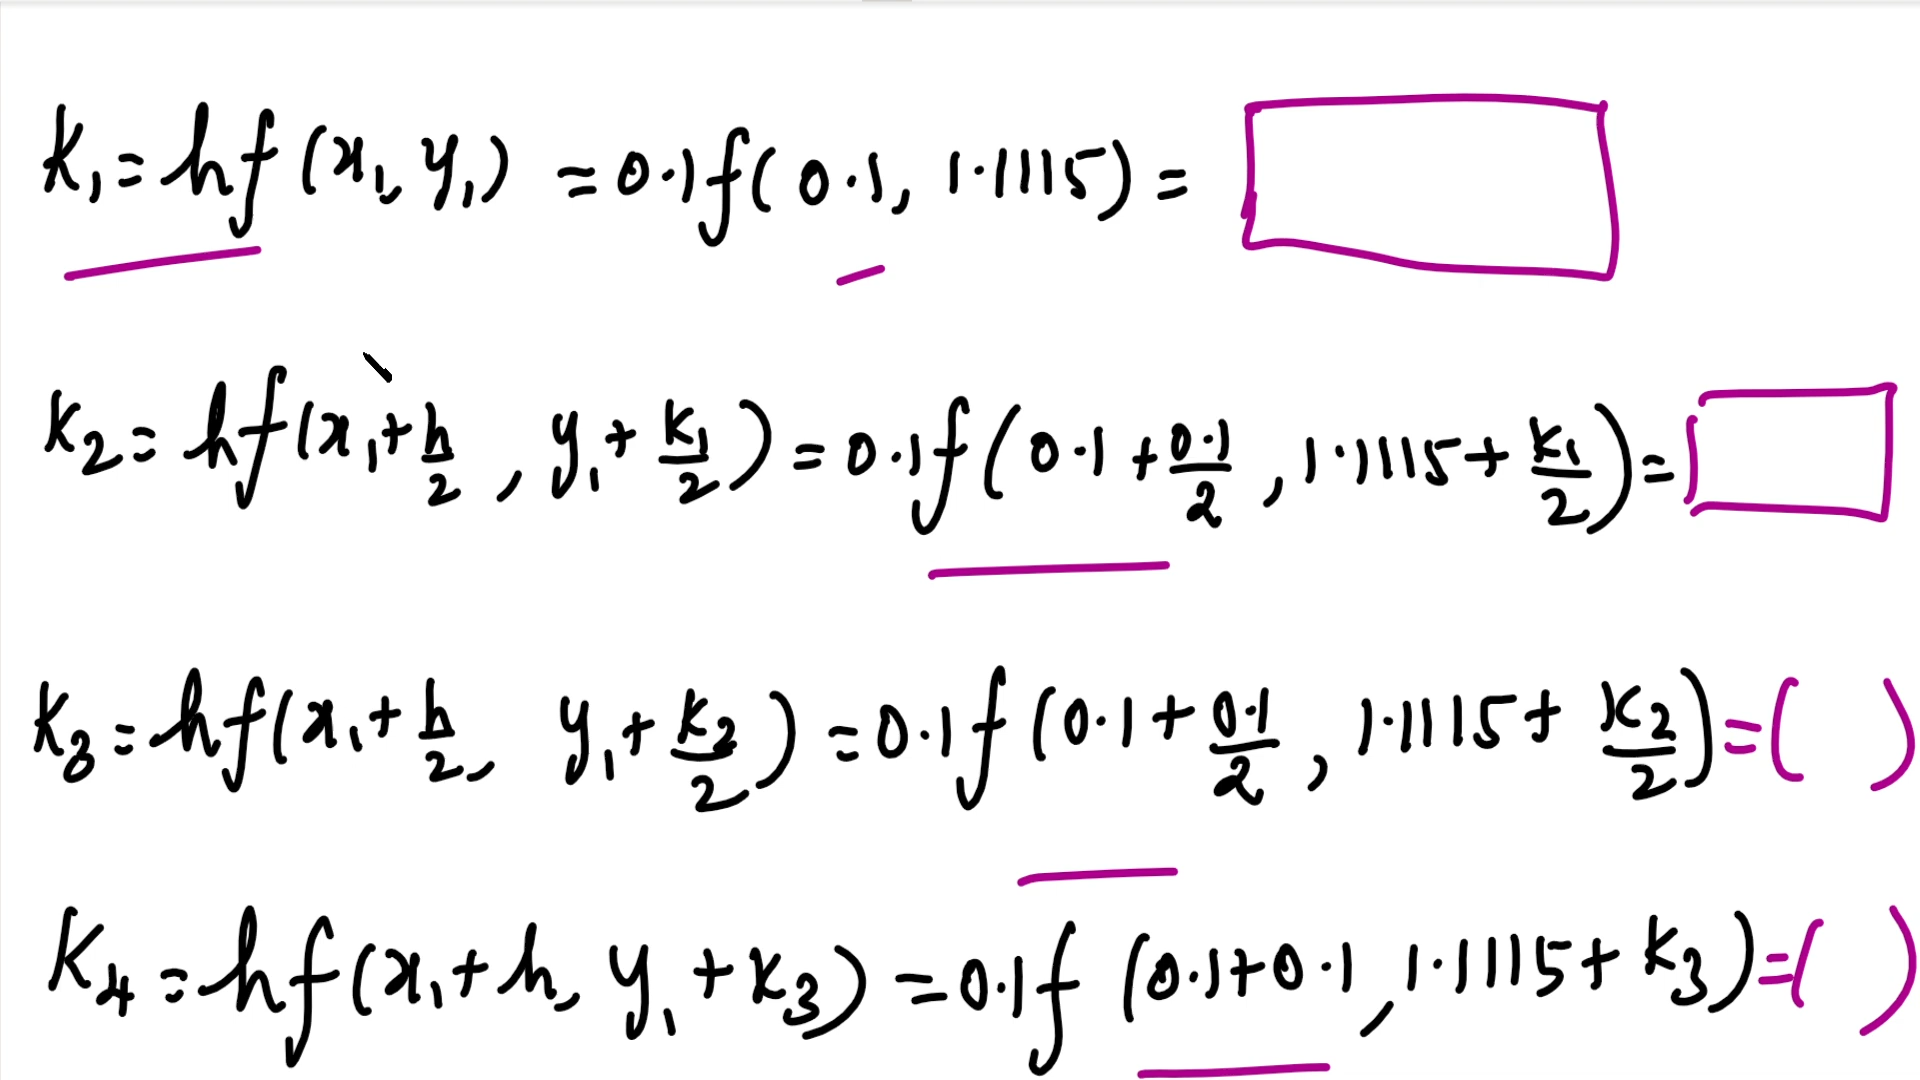 K₁ = hf(x₁, y₁) = 0.1f(0.1, 1.1115) =
K₂ = hf(x₁+h/2, y₁+K₁/2) = 0.1f(0.1+0.1/2, 1.1115+K₁/2) =
K₃ = hf(x₁+h/2, y₁+K₂/2) = 0.1f(0.1+0.1/2, 1.1115+K₂/2) = ( )
K₄ = hf(x₁+h, y₁+K₃) = 0.1f(0.1+0.1, 1.1115+K₃) = ( )